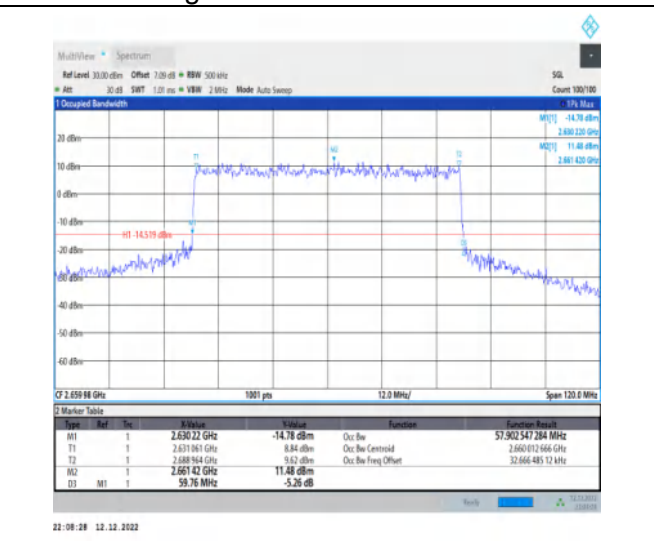 MultiView Spectrum
Ref Level 30.00 dBm Offset 7.09 dB RBW 500 kHz SGL
Att 30 dB SWT 1.01 ms VBW 2 MHz Mode Auto Sweep Count 100/100
1 Occupied Bandwidth 1Pk Max
M1[1] -14.78 dBm
2.630 220 GHz
M2[1] 11.48 dBm
2.661 420 GHz
20 dBm
T1
M2
T2
10 dBm
0 dBm
-10 dBm
M1
H1 -14.519 dBm
-20 dBm
D3
-30 dBm
-40 dBm
-50 dBm
-60 dBm
CF 2.659 98 GHz 1001 pts 12.0 MHz/ Span 120.0 MHz
2 Marker Table
Type Ref Trc X-Value Y-Value Function Function Result
M1 1 2.630 22 GHz -14.78 dBm Occ Bw 57.902 547 284 MHz
T1 1 2.631 061 GHz 8.84 dBm Occ Bw Centroid 2.660 012 666 GHz
T2 1 2.688 964 GHz 9.62 dBm Occ Bw Freq Offset 32.666 485 12 kHz
M2 1 2.661 42 GHz 11.48 dBm
D3 M1 1 59.76 MHz -5.26 dB
Ready 12.12.2022
22:08:28 12.12.2022